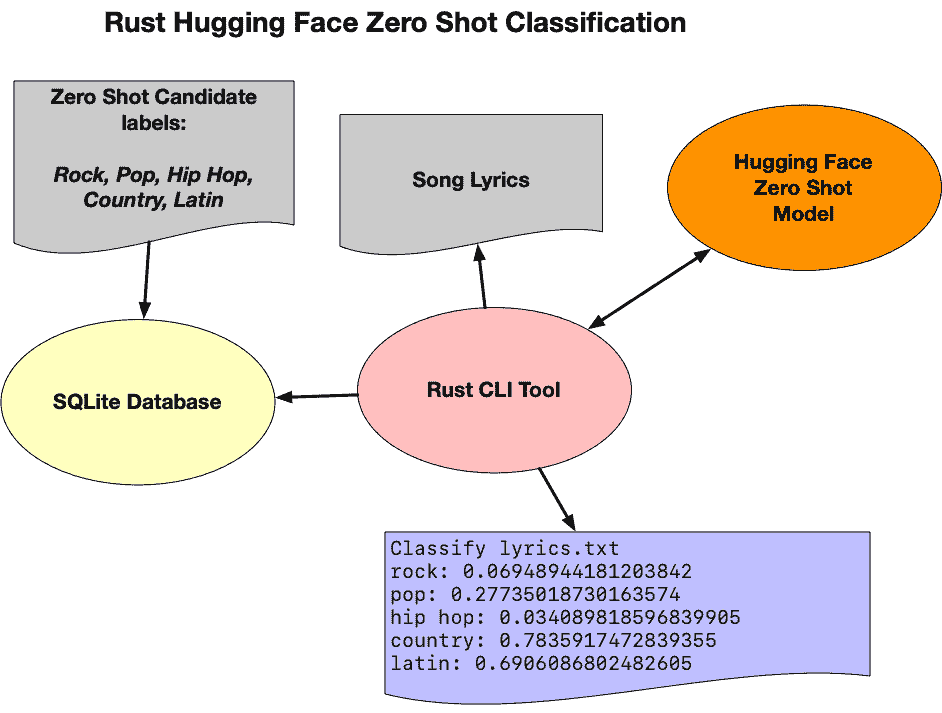 Rust Hugging Face Zero Shot Classification
Zero Shot Candidate
labels:
Rock, Pop, Hip Hop,
Country, Latin
Song Lyrics
Hugging Face
Zero Shot
Model
SQLite Database
Rust CLI Tool
Classify lyrics.txt
rock: 0.06948944181203842
pop: 0.27735018730163574
hip hop: 0.034089818596839905
country: 0.7835917472839355
latin: 0.6906086802482605